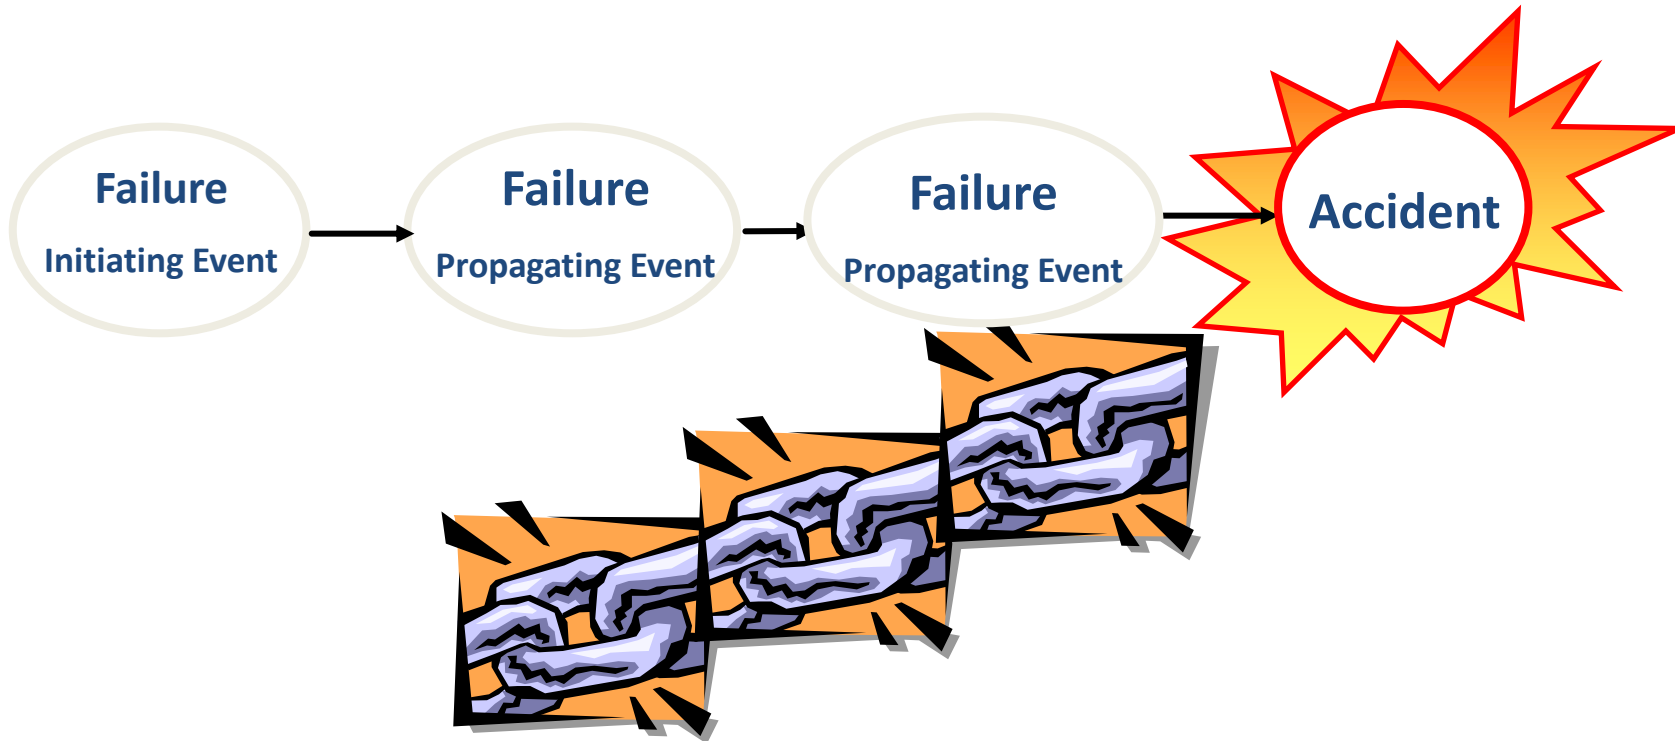 Failure
Initiating Event
Failure
Propagating Event
Failure
Propagating Event
Accident